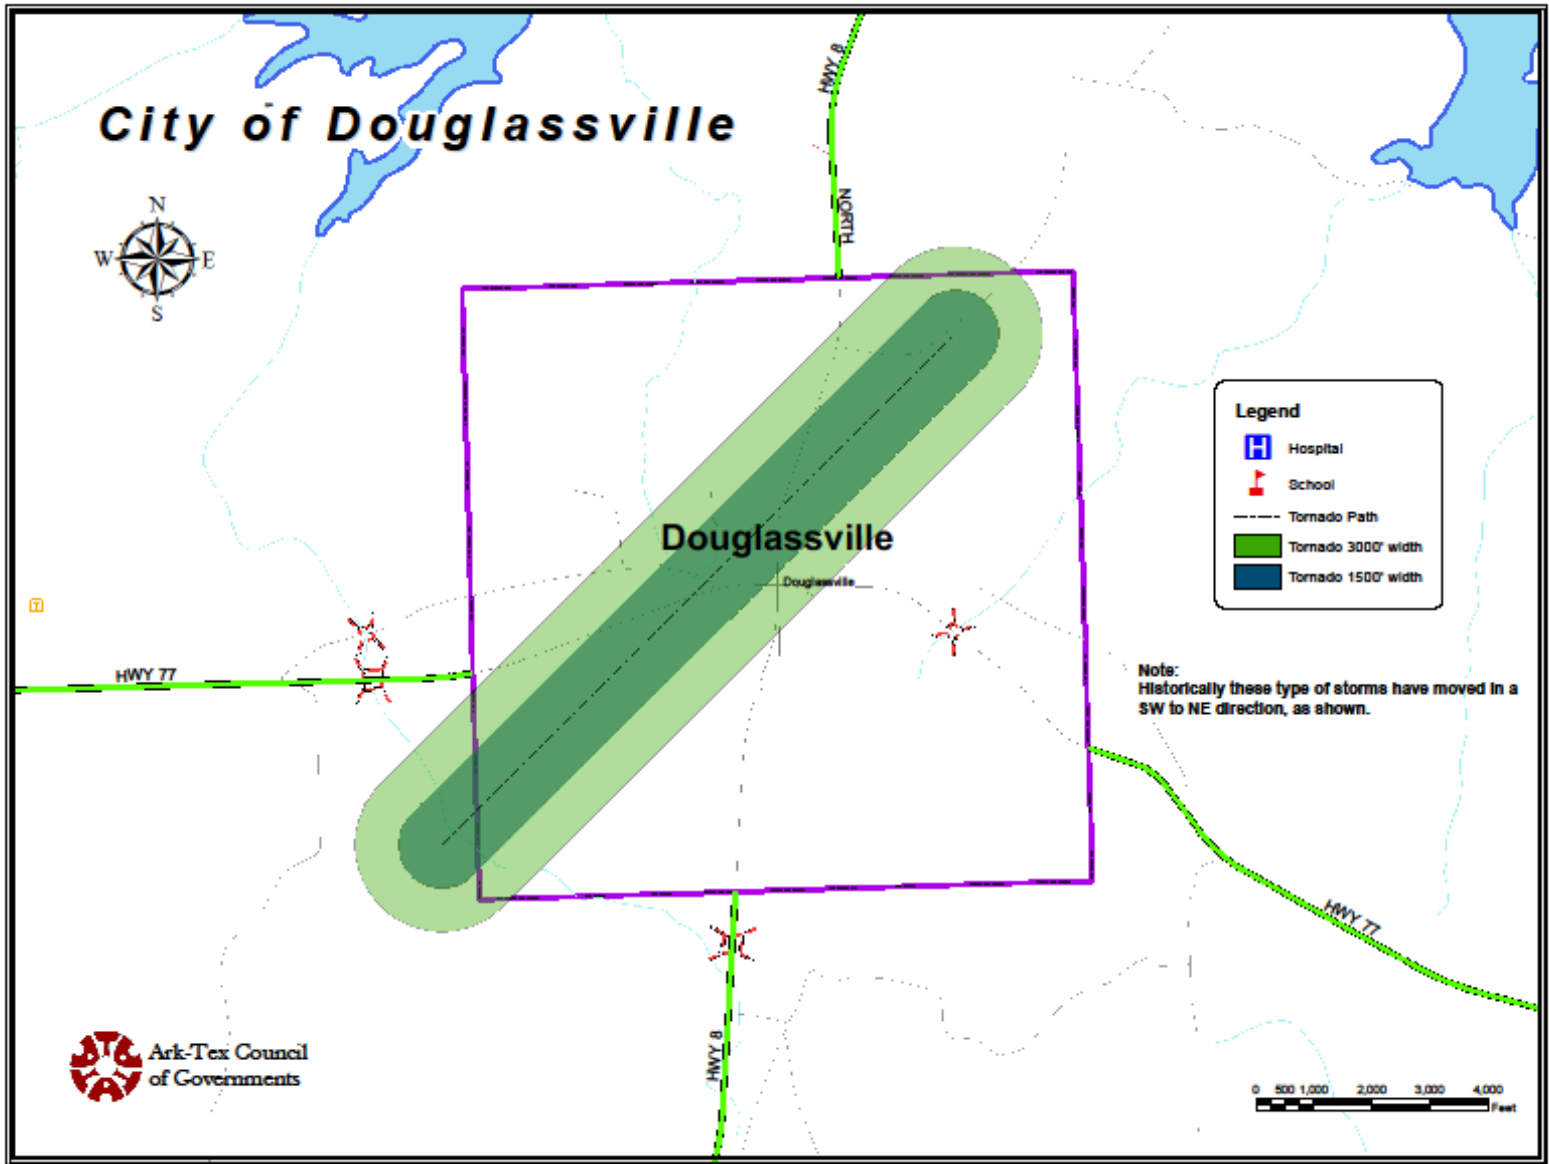 City of Douglassville
HWY 8
NORTH
N
W E
S
Legend
H Hospital
School
Tornado Path
Tornado 3000' width
Tornado 1500' width
Douglassville
Douglassville
HWY 77
Note:
Historically these type of storms have moved in a
SW to NE direction, as shown.
HWY 77
HWY 8
Ark-Tex Council
of Governments
0 500 1,000 2,000 3,000 4,000
Feet